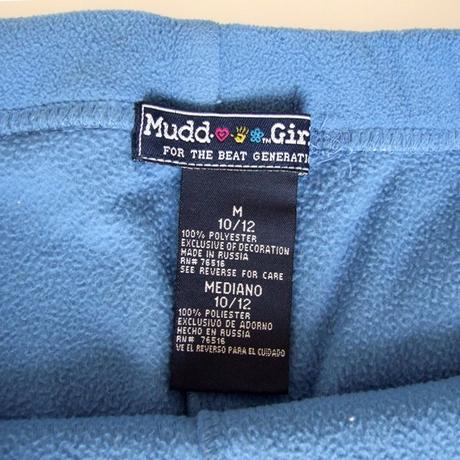 Mudd Gir
FOR THE BEAT GENERATI
M
10/12
100% POLYESTER
EXCLUSIVE OF DECORATION
MADE IN RUSSIA
RN# 76516
SEE REVERSE FOR CARE
MEDIANO
10/12
100% POLIESTER
EXCLUSIVO DE ADORNO
HECHO EN RUSSIA
RN# 76516
VE EL REVERSO PARA EL CUIDADO